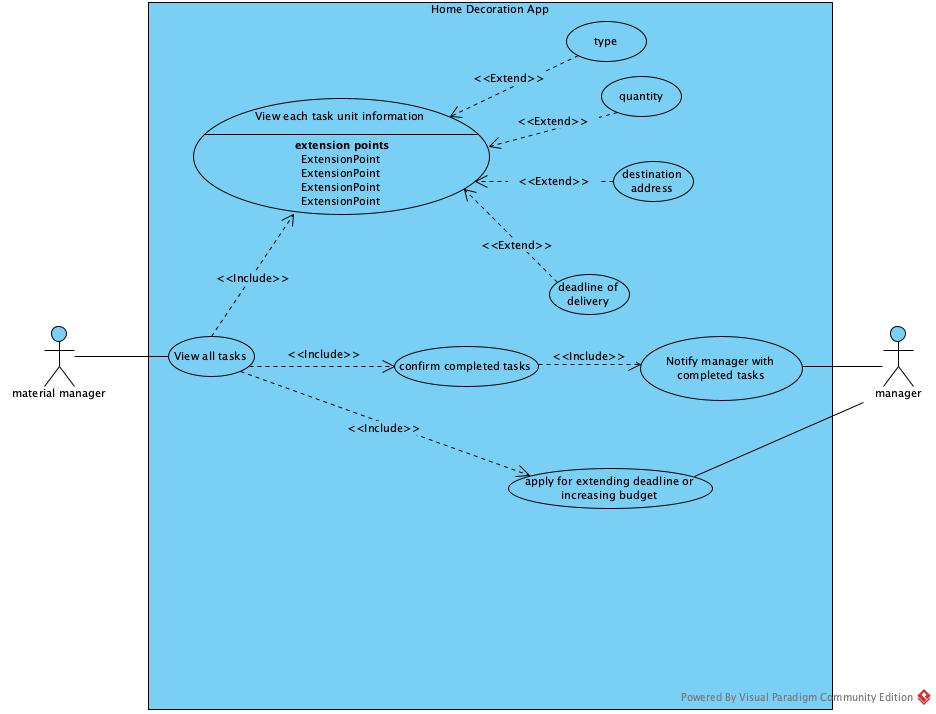 Home Decoration App
type
<<Extend>>
quantity
View each task unit information
<<Extend>>
extension points
ExtensionPoint
ExtensionPoint
ExtensionPoint
ExtensionPoint
<<Extend>>
destination
address
<<Extend>>
<<Include>>
deadline of
delivery
View all tasks
<<Include>>
confirm completed tasks
<<Include>>
Notify manager with
completed tasks
material manager
manager
<<Include>>
apply for extending deadline or
increasing budget
Powered By Visual Paradigm Community Edition